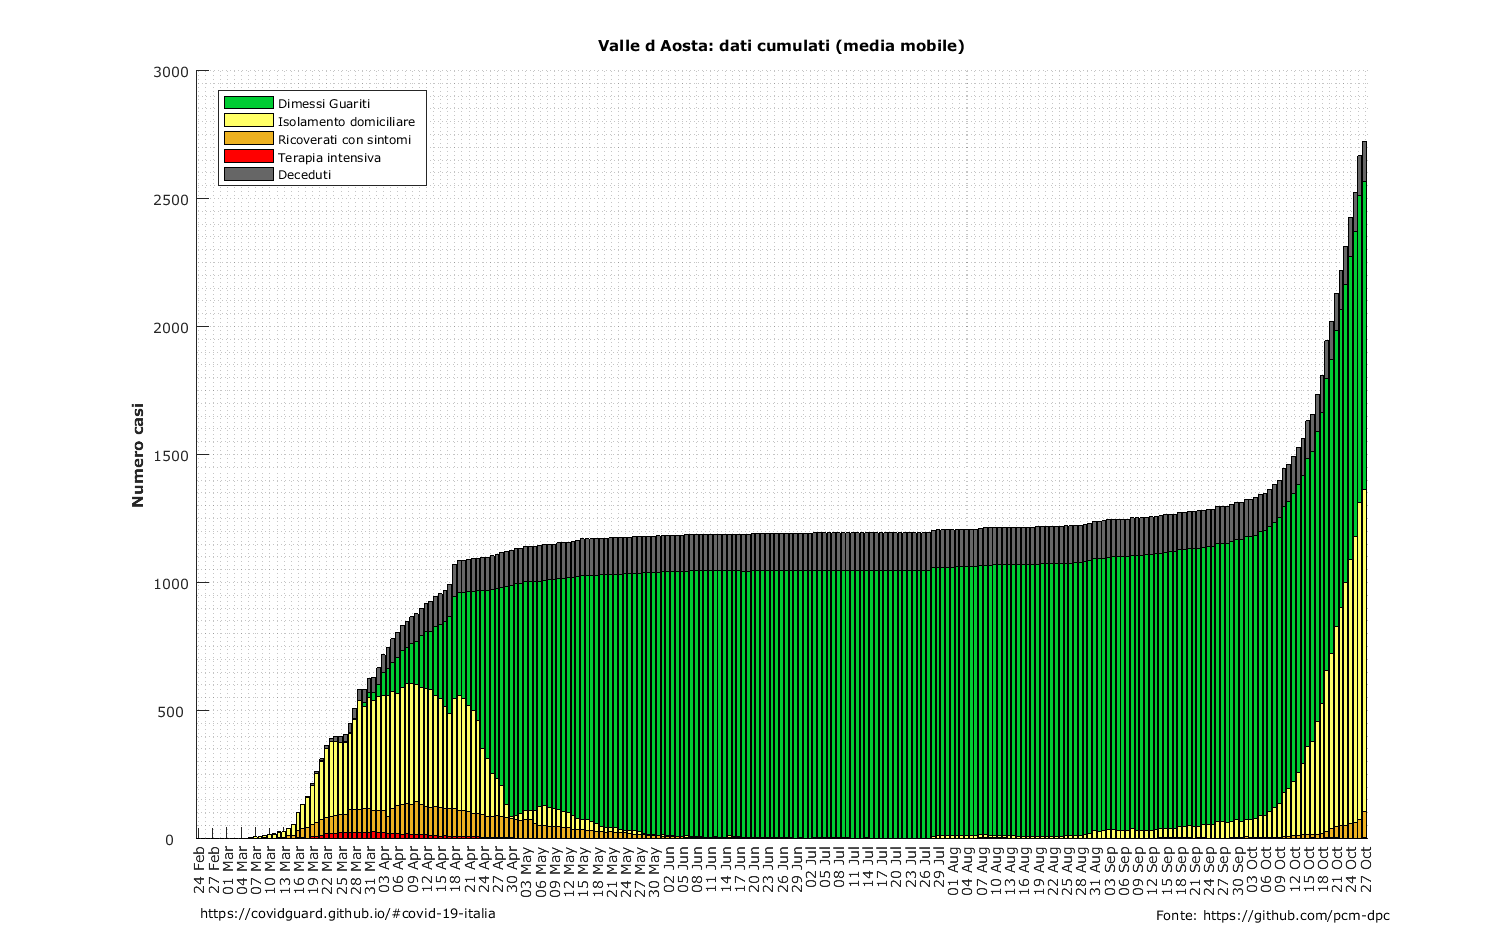 Valle d Aosta: dati cumulati (media mobile)
3000
2500
2000
1500
1000
500
0
Numero casi
Dimessi Guariti
Isolamento domiciliare
Ricoverati con sintomi
Terapia intensiva
Deceduti
24 Feb
27 Feb
01 Mar
04 Mar
07 Mar
10 Mar
13 Mar
16 Mar
19 Mar
22 Mar
25 Mar
28 Mar
31 Mar
03 Apr
06 Apr
09 Apr
12 Apr
15 Apr
18 Apr
21 Apr
24 Apr
27 Apr
30 Apr
03 May
06 May
09 May
12 May
15 May
18 May
21 May
24 May
27 May
30 May
02 Jun
05 Jun
08 Jun
11 Jun
14 Jun
17 Jun
20 Jun
23 Jun
26 Jun
29 Jun
02 Jul
05 Jul
08 Jul
11 Jul
14 Jul
17 Jul
20 Jul
23 Jul
26 Jul
29 Jul
01 Aug
04 Aug
07 Aug
10 Aug
13 Aug
16 Aug
19 Aug
22 Aug
25 Aug
28 Aug
31 Aug
03 Sep
06 Sep
09 Sep
12 Sep
15 Sep
18 Sep
21 Sep
24 Sep
27 Sep
30 Sep
03 Oct
06 Oct
09 Oct
12 Oct
15 Oct
18 Oct
21 Oct
24 Oct
27 Oct
https://covidguard.github.io/#covid-19-italia
Fonte: https://github.com/pcm-dpc